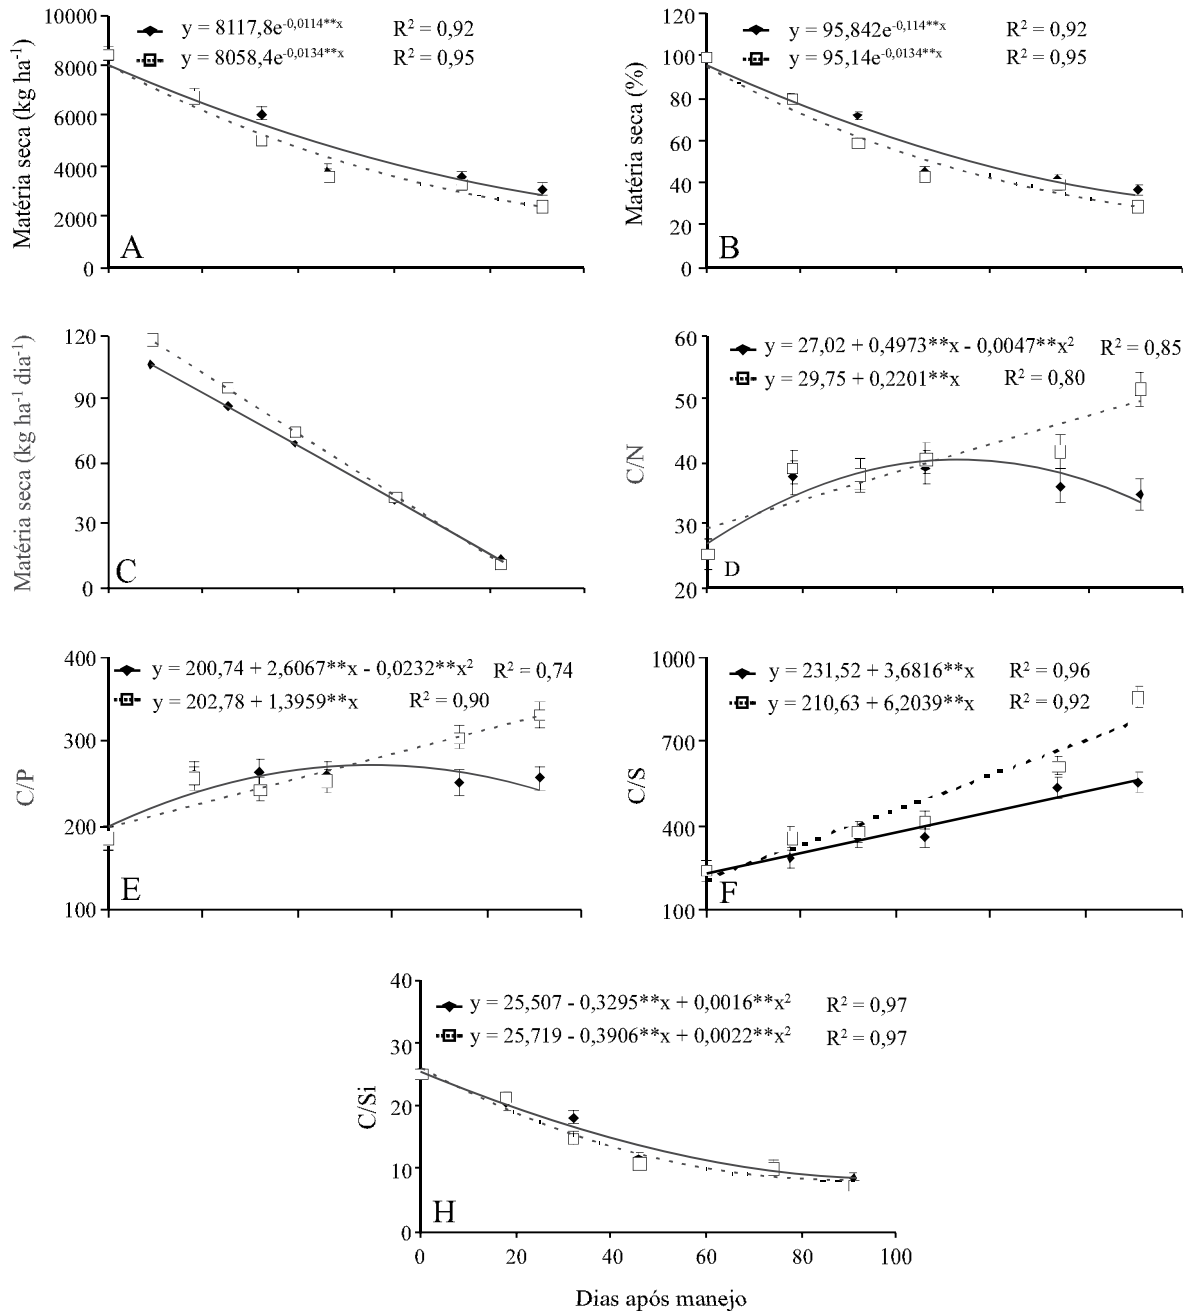 y = 8117,8e-0,0114**x R2 = 0,92
y = 8058,4e-0,0134**x R2 = 0,95
Matéria seca (kg ha-1)
10000
8000
6000
4000
2000
0
A
y = 95,842e-0,114**x R2 = 0,92
y = 95,14e-0,0134**x R2 = 0,95
Matéria seca (%)
120
100
80
60
40
20
0
B
Matéria seca (kg ha-1 dia-1)
120
90
60
30
0
C
y = 27,02 + 0,4973**x - 0,0047**x2 R2 = 0,85
y = 29,75 + 0,2201**x R2 = 0,80
C/N
60
50
40
30
20
D
y = 200,74 + 2,6067**x – 0,0232**x2 R2 = 0,74
y = 202,78 + 1,3959**x R2 = 0,90
C/P
400
300
200
100
E
y = 231,52 + 3,6816**x R2 = 0,96
y = 210,63 + 6,2039**x R2 = 0,92
C/S
1000
700
400
100
F
y = 25,507 - 0,3295**x + 0,0016**x2 R2 = 0,97
y = 25,719 - 0,3906**x + 0,0022**x2 R2 = 0,97
C/Si
40
30
20
10
0
H
0 20 40 60 80 100
Dias após manejo